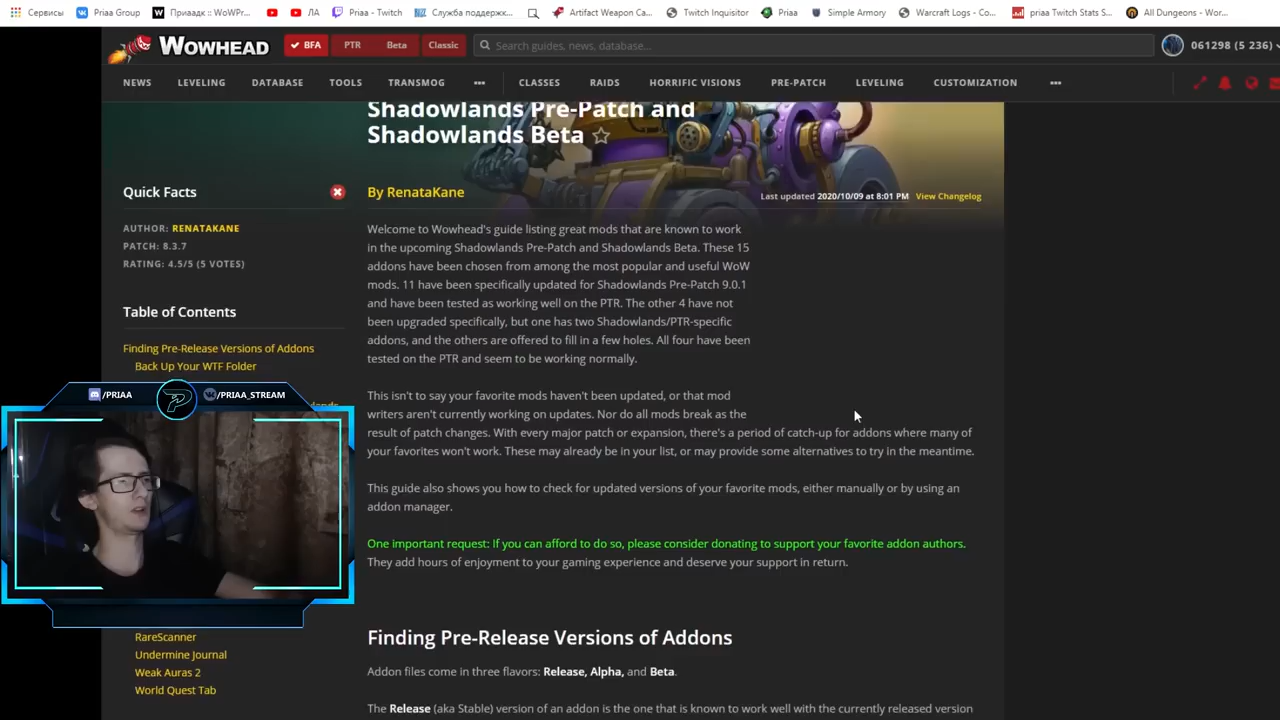 Сервисы
Priaa Group
Приаадк :: WoWPr...
ЛА
Priaa - Twitch
Служба поддержк...
Artifact Weapon Ca...
Twitch Inquisitor
Priaa
Simple Armory
Warcraft Logs - Co...
priaa Twitch Stats S...
All Dungeons - Wor...
WOWHEAD
BFA
PTR
Beta
Classic
Search guides, news, database...
061298 (5 236)
NEWS
LEVELING
DATABASE
TOOLS
TRANSMOG
•••
CLASSES
RAIDS
HORRIFIC VISIONS
PRE-PATCH
LEVELING
CUSTOMIZATION
•••
Shadowlands Pre-Patch and
Shadowlands Beta
Quick Facts
AUTHOR: RENATAKANE
PATCH: 8.3.7
RATING: 4.5/5 (5 VOTES)
Table of Contents
Finding Pre-Release Versions of Addons
Back Up Your WTF Folder
By RenataKane
Last updated 2020/10/09 at 8:01 PM View Changelog
Welcome to Wowhead's guide listing great mods that are known to work
in the upcoming Shadowlands Pre-Patch and Shadowlands Beta. These 15
addons have been chosen from among the most popular and useful WoW
mods. 11 have been specifically updated for Shadowlands Pre-Patch 9.0.1
and have been tested as working well on the PTR. The other 4 have not
been upgraded specifically, but one has two Shadowlands/PTR-specific
addons, and the others are offered to fill in a few holes. All four have been
tested on the PTR and seem to be working normally.
This isn't to say your favorite mods haven't been updated, or that mod
writers aren't currently working on updates. Nor do all mods break as the
result of patch changes. With every major patch or expansion, there's a period of catch-up for addons where many of
your favorites won't work. These may already be in your list, or may provide some alternatives to try in the meantime.
This guide also shows you how to check for updated versions of your favorite mods, either manually or by using an
addon manager.
One important request: If you can afford to do so, please consider donating to support your favorite addon authors.
They add hours of enjoyment to your gaming experience and deserve your support in return.
Finding Pre-Release Versions of Addons
Addon files come in three flavors: Release, Alpha, and Beta.
The Release (aka Stable) version of an addon is the one that is known to work well with the currently released version
/PRIAA
/PRIAA_STREAM
RareScanner
Undermine Journal
Weak Auras 2
World Quest Tab